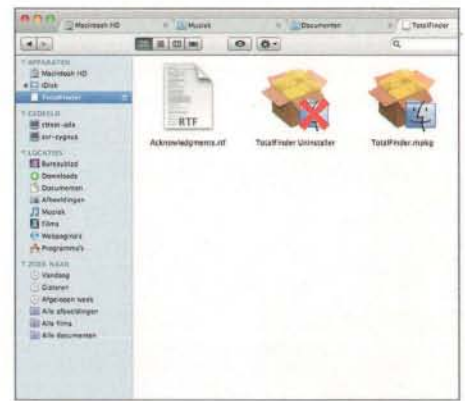 Macintosh HD
Muziek
Documenten
TotalFinder
APPARATEN
Macintosh HD
iDisk
TotalFinder
GEDEELD
LOCATIES
Bureaublad
Downloads
Documenten
Afbeeldingen
Muziek
Films
Webpagina's
Programma's
ZOEK NAAR
Vandaag
Gisteren
Afgelopen week
Alle afbeeldingen
Alle films
Alle documenten
RTF
Acknowledgments.rtf
TotalFinder Uninstaller
TotalFinder.mpkg